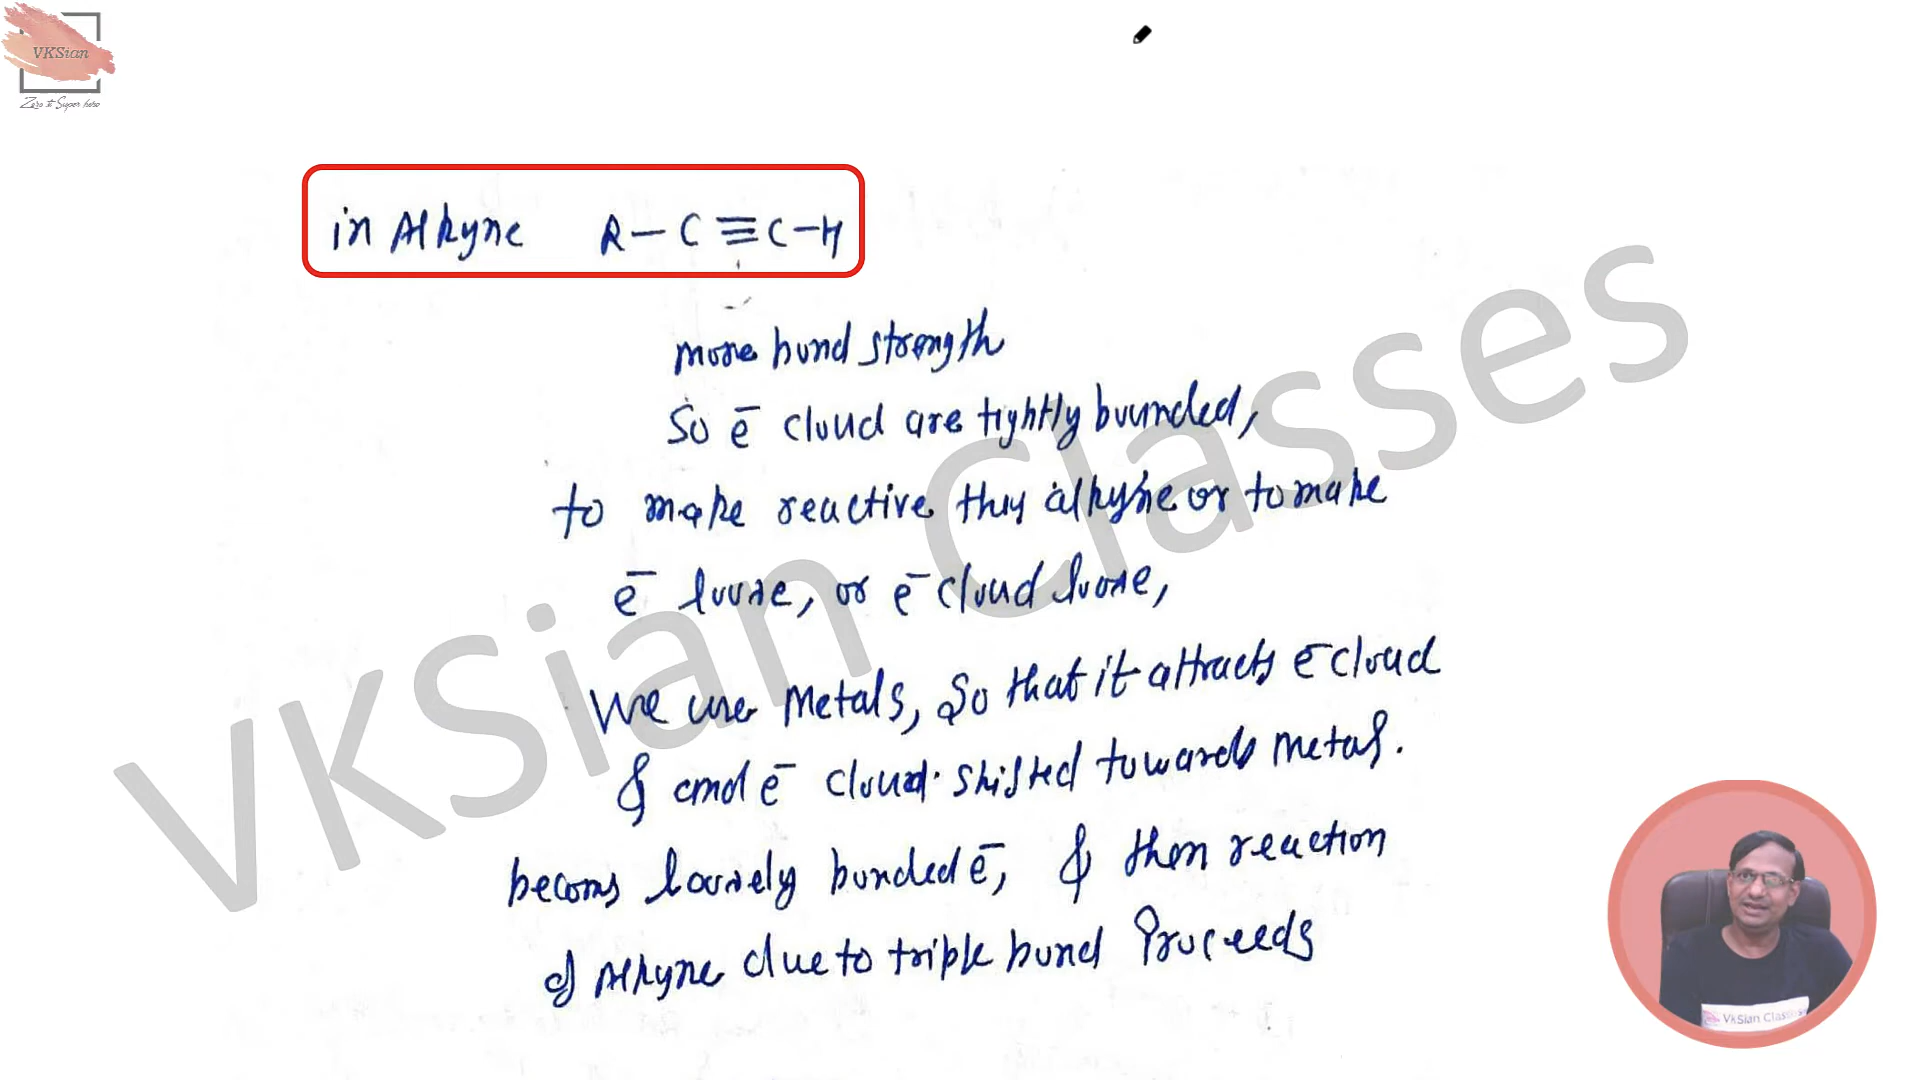 VKSian
Zero to Super hero
in Alkyne R-C≡C-H
more bond strength
So e̅ cloud are tightly bounded,
to make reactive this alkyne or to make
e̅ loose, or e̅ cloud loose,
We use Metals, So that it attracts e̅ cloud
& and e̅ cloud shifted towards metal.
becoms loosely bonded e̅, & then reaction
of Alkyne due to triple bond Proceeds
VKSian Classes
VkSian Classes